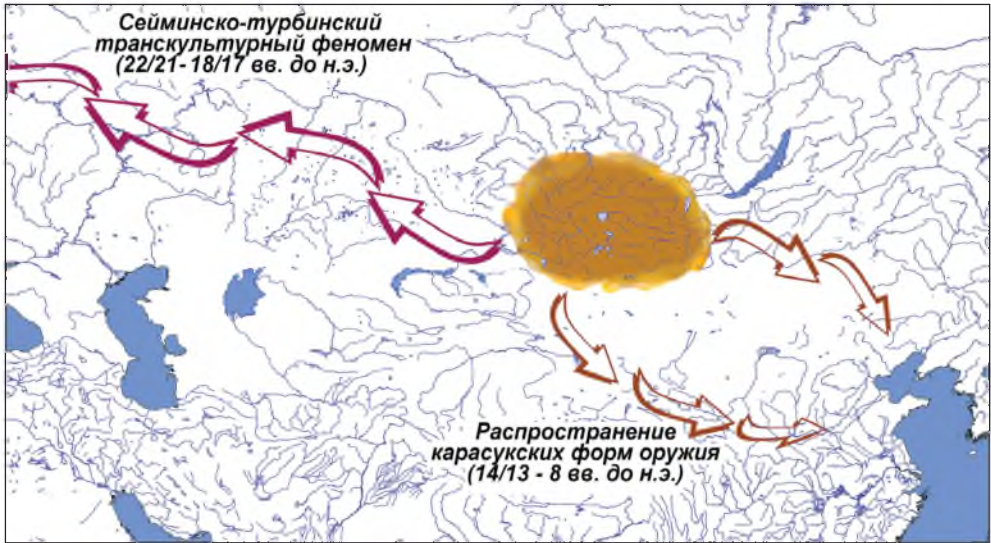 Сейминско-турбинский
транскультурный феномен
(22/21- 18/17 вв. до н.э.)
Распространение
карасукских форм оружия
(14/13 - 8 вв. до н.э.)